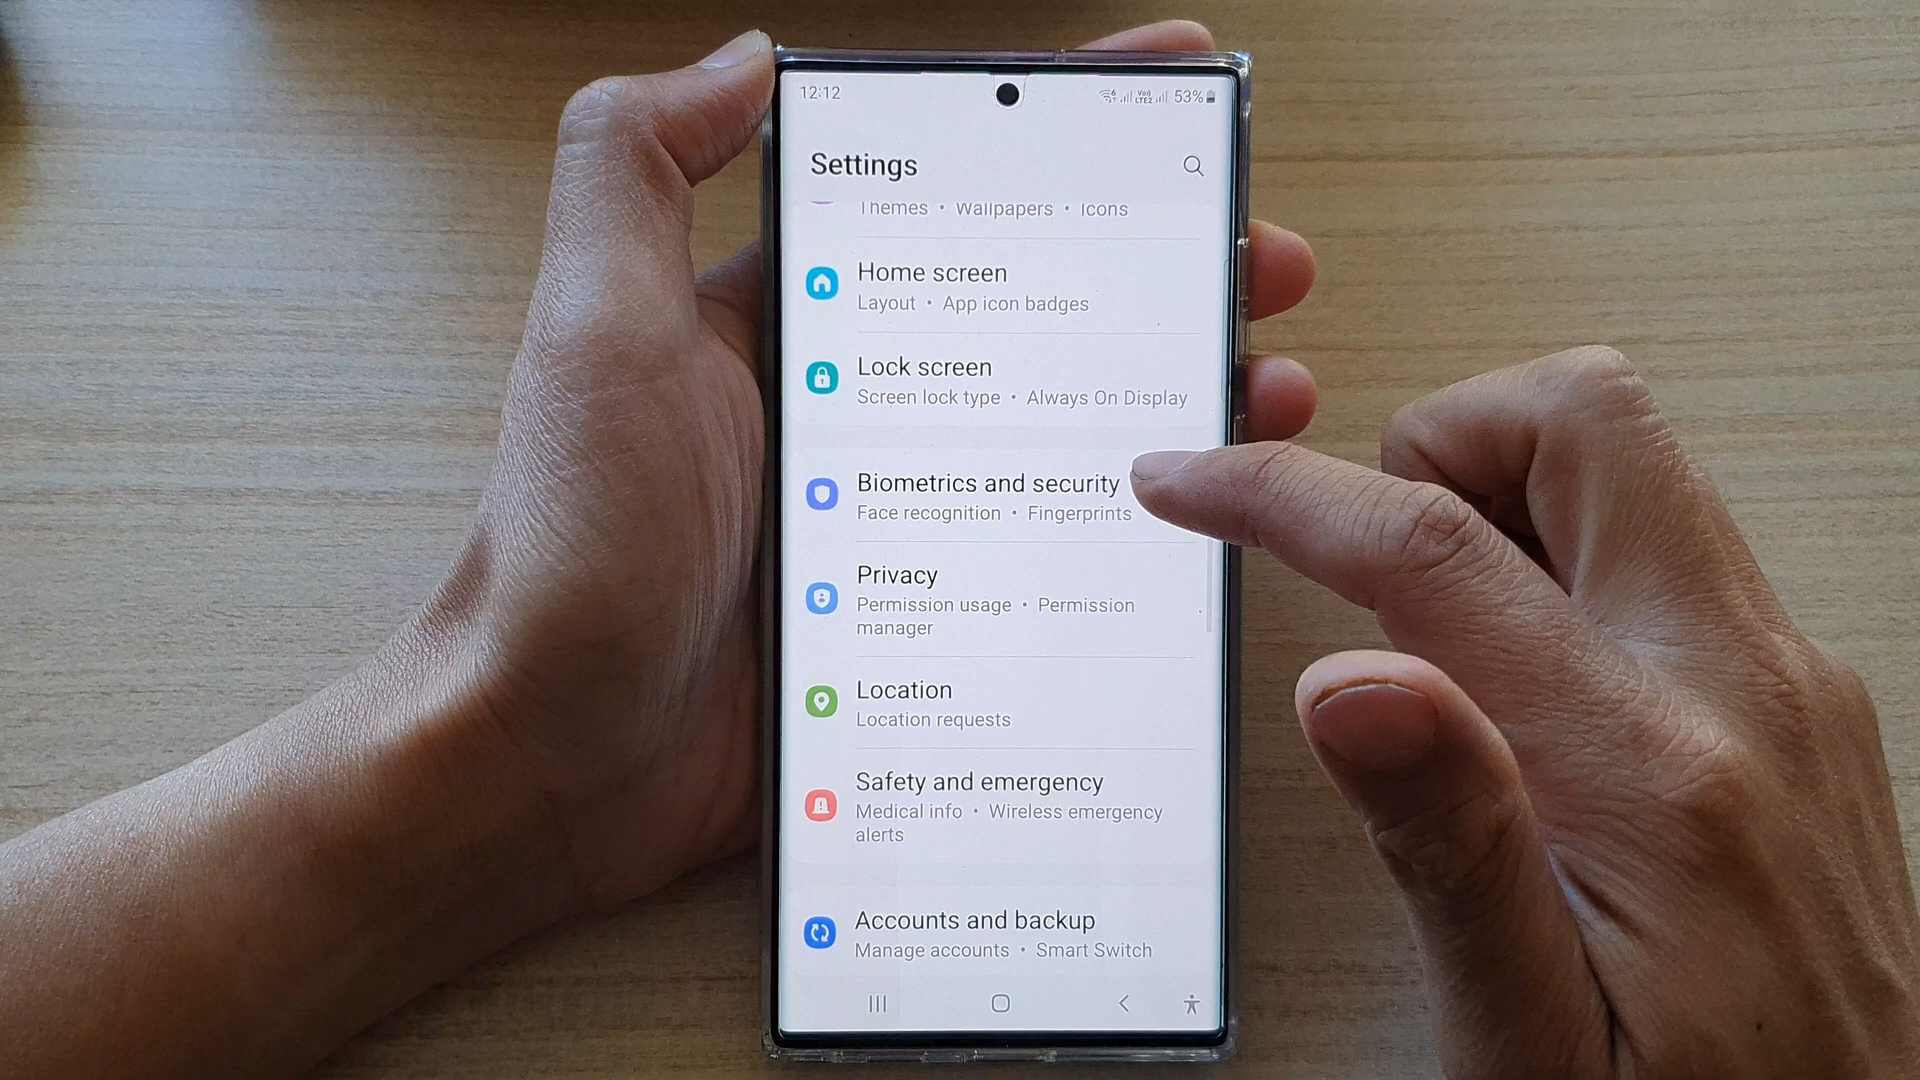 12:12
Vo)
LTE2
53%
Settings
Themes • Wallpapers • Icons
Home screen
Layout • App icon badges
Lock screen
Screen lock type • Always On Display
Biometrics and security
Face recognition • Fingerprints
Privacy
Permission usage • Permission
manager
Location
Location requests
Safety and emergency
Medical info • Wireless emergency
alerts
Accounts and backup
Manage accounts • Smart Switch